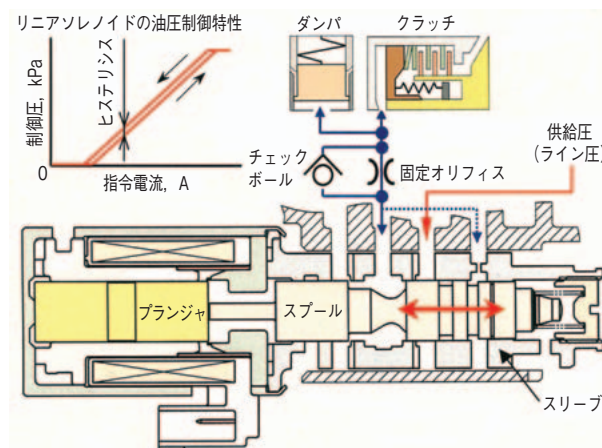 リニアソレノイドの油圧制御特性
制御圧, kPa
ヒステリシス
0
指令電流, A
ダンパ
クラッチ
チェック
ボール
固定オリフィス
供給圧
(ライン圧)
プランジャ
スプール
スリーブ